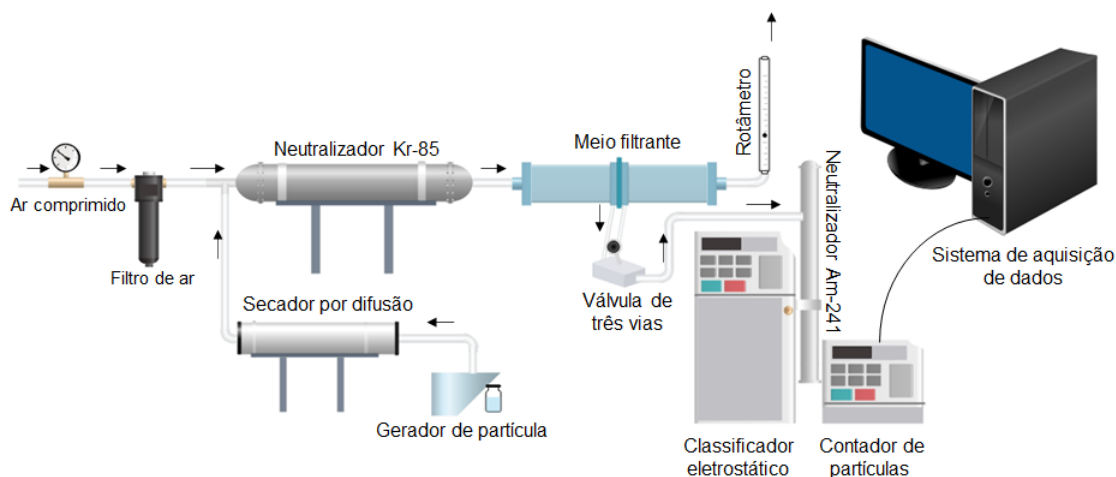 Ar comprimido
Filtro de ar
Neutralizador Kr-85
Secador por difusão
Gerador de partícula
Meio filtrante
Válvula de
três vias
Rotâmetro
Neutralizador Am-241
Classificador
eletrostático
Contador de
partículas
Sistema de aquisição
de dados